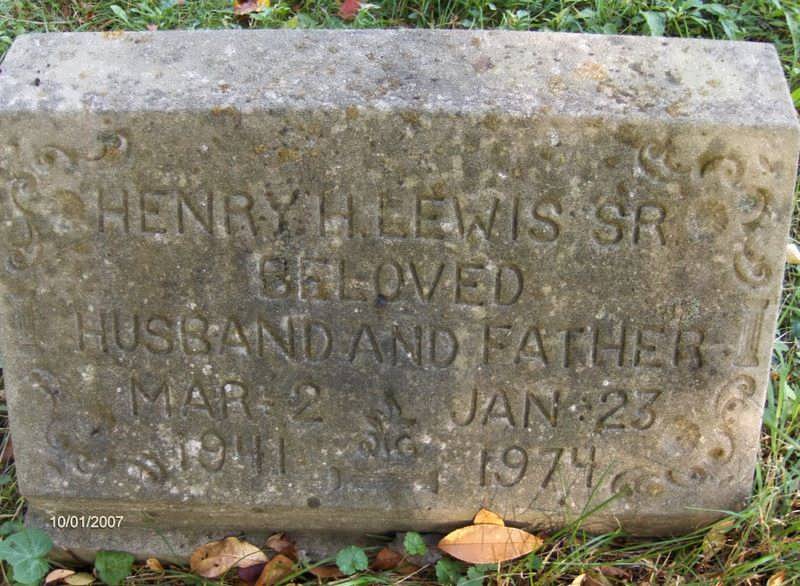 HENRY H. LEWIS SR.
BELOVED
HUSBAND AND FATHER
MAR. 2 JAN. 23
1941 1974
10/01/2007